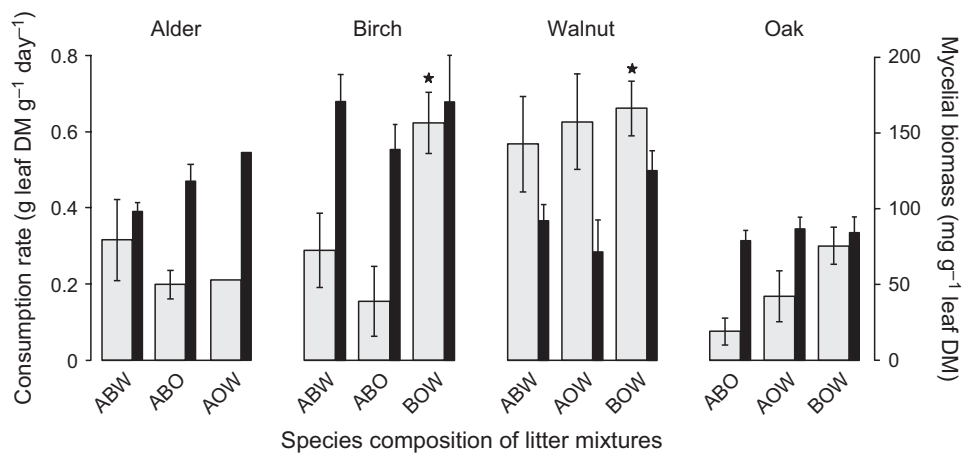 Alder Birch Walnut Oak
Consumption rate (g leaf DM g⁻¹ day⁻¹)
0.8
0.6
0.4
0.2
0
200
150
100
50
0
Mycelial biomass (mg g⁻¹ leaf DM)
★ ★
ABW ABO AOW ABW ABO BOW ABW AOW BOW ABO AOW BOW
Species composition of litter mixtures